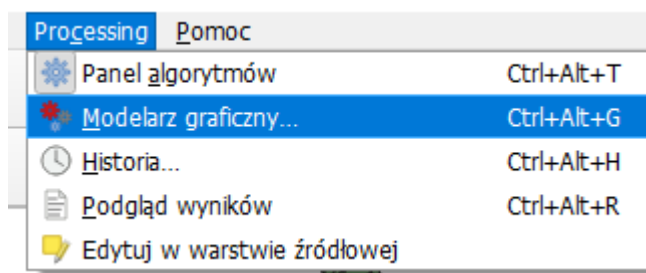 Processing Pomoc
Panel algorytmów Ctrl+Alt+T
Modelarz graficzny... Ctrl+Alt+G
Historia... Ctrl+Alt+H
Podgląd wyników Ctrl+Alt+R
Edytuj w warstwie źródłowej